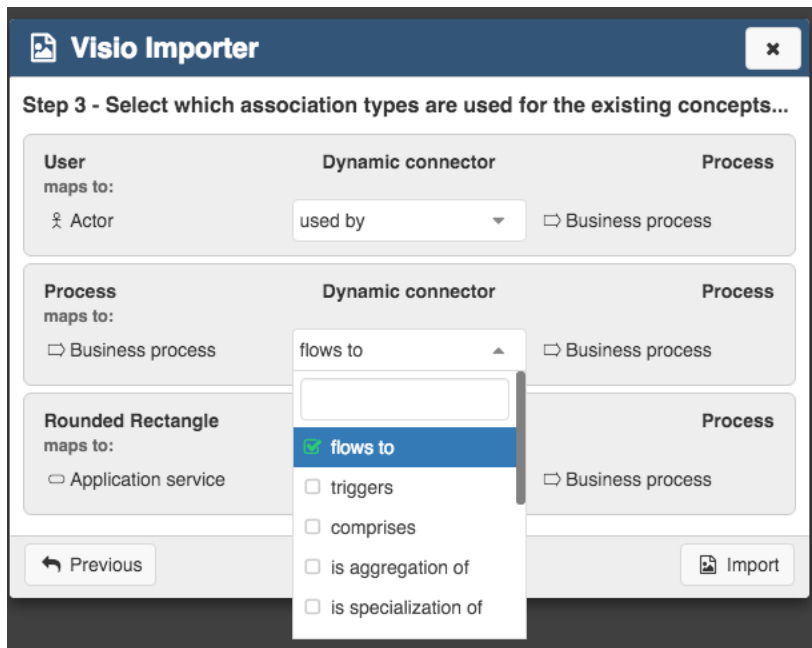 Visio Importer
Step 3 - Select which association types are used for the existing concepts...
User Dynamic connector Process
maps to:
Actor used by Business process
Process Dynamic connector Process
maps to:
Business process flows to Business process
Rounded Rectangle Process
maps to:
flows to
Application service Business process
triggers
comprises
Previous is aggregation of Import
is specialization of